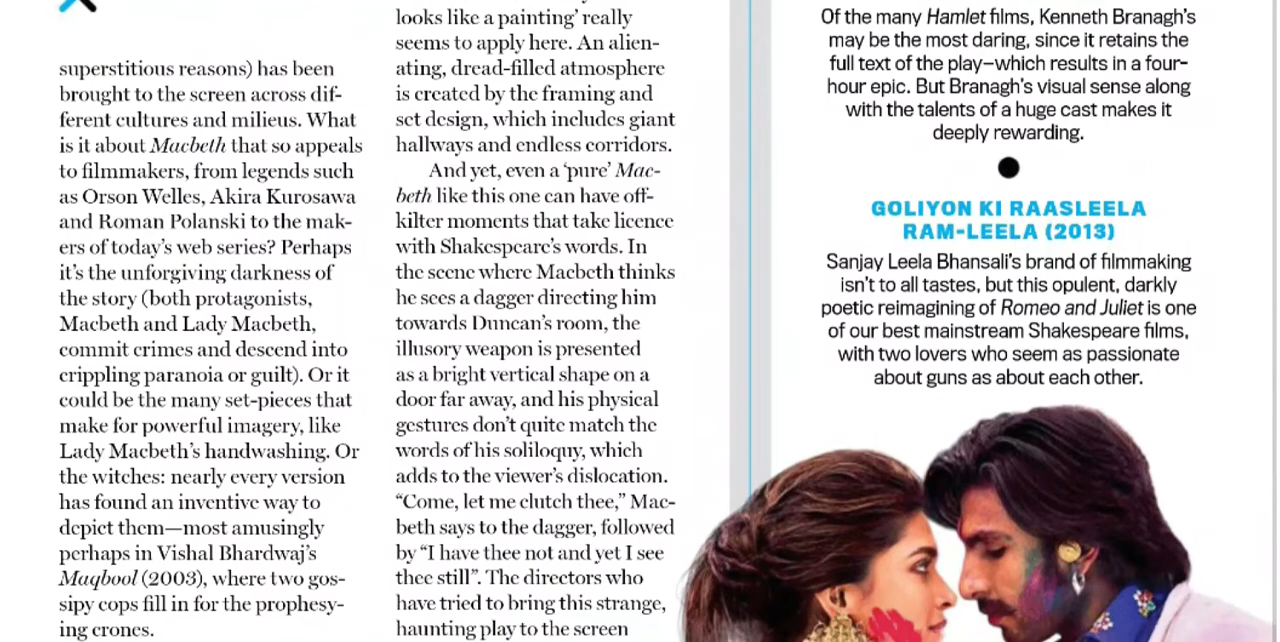 superstitious reasons) has been
brought to the screen across dif-
ferent cultures and milieus. What
is it about Macbeth that so appeals
to filmmakers, from legends such
as Orson Welles, Akira Kurosawa
and Roman Polanski to the mak-
ers of today's web series? Perhaps
it's the unforgiving darkness of
the story (both protagonists,
Macbeth and Lady Macbeth,
commit crimes and descend into
crippling paranoia or guilt). Or it
could be the many set-pieces that
make for powerful imagery, like
Lady Macbeth's handwashing. Or
the witches: nearly every version
has found an inventive way to
depict them—most amusingly
perhaps in Vishal Bhardwaj's
Maqbool (2003), where two gos-
sipy cops fill in for the prophesy-
ing crones.
looks like a painting' really
seems to apply here. An alien-
ating, dread-filled atmosphere
is created by the framing and
set design, which includes giant
hallways and endless corridors.
And yet, even a 'pure' Mac-
beth like this one can have off-
kilter moments that take licence
with Shakespeare's words. In
the scene where Macbeth thinks
he sees a dagger directing him
towards Duncan's room, the
illusory weapon is presented
as a bright vertical shape on a
door far away, and his physical
gestures don't quite match the
words of his soliloquy, which
adds to the viewer's dislocation.
“Come, let me clutch thee,” Mac-
beth says to the dagger, followed
by “I have thee not and yet I see
thee still”. The directors who
have tried to bring this strange,
haunting play to the screen
Of the many Hamlet films, Kenneth Branagh's
may be the most daring, since it retains the
full text of the play—which results in a four-
hour epic. But Branagh's visual sense along
with the talents of a huge cast makes it
deeply rewarding.
GOLIYON KI RAASLEELA
RAM-LEELA (2013)
Sanjay Leela Bhansali's brand of filmmaking
isn't to all tastes, but this opulent, darkly
poetic reimagining of Romeo and Juliet is one
of our best mainstream Shakespeare films,
with two lovers who seem as passionate
about guns as about each other.